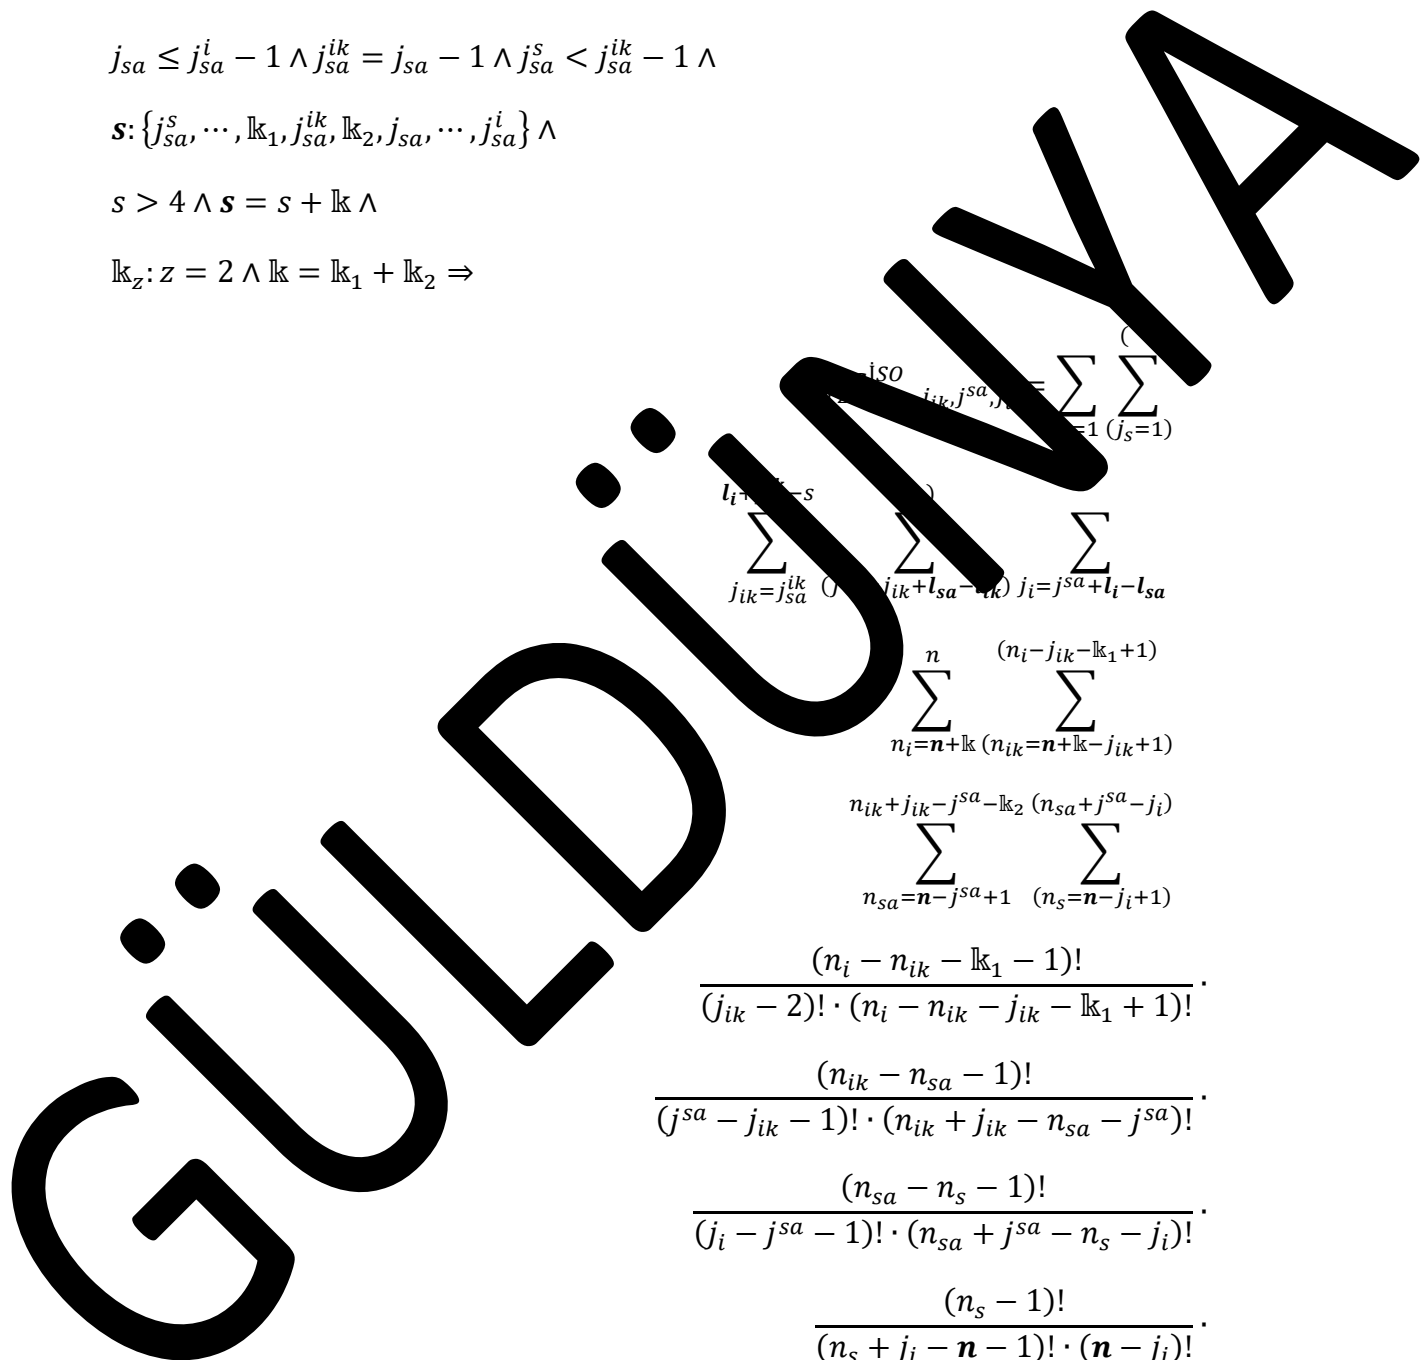 j_{sa} ≤ j_{sa}^{i} − 1 ∧ j_{sa}^{ik} = j_{sa} − 1 ∧ j_{sa}^{s} < j_{sa}^{ik} − 1 ∧
s: {j_{sa}^{s}, ⋯, 𝕜_1, j_{sa}^{ik}, 𝕜_2, j_{sa}, ⋯, j_{sa}^{i}} ∧
s > 4 ∧ s = s + 𝕜 ∧
𝕜_z: z = 2 ∧ 𝕜 = 𝕜_1 + 𝕜_2 ⇒
j_{ik}, j^{sa}, = ∑ ∑_{(j_s=1)}
∑_{j_{ik}=j_{sa}^{ik}} ∑ ∑_{j_i=j^{sa}+l_i−l_{sa}}
∑_{n_i=n+𝕜}^{n} ∑_{(n_{ik}=n+𝕜−j_{ik}+1)}^{(n_i−j_{ik}−𝕜_1+1)}
∑_{n_{sa}=n−j^{sa}+1}^{n_{ik}+j_{ik}−j^{sa}−𝕜_2} ∑_{(n_s=n−j_i+1)}^{(n_{sa}+j^{sa}−j_i)}
(n_i − n_{ik} − 𝕜_1 − 1)!
(j_{ik} − 2)! · (n_i − n_{ik} − j_{ik} − 𝕜_1 + 1)! ·
(n_{ik} − n_{sa} − 1)!
(j^{sa} − j_{ik} − 1)! · (n_{ik} + j_{ik} − n_{sa} − j^{sa})! ·
(n_{sa} − n_s − 1)!
(j_i − j^{sa} − 1)! · (n_{sa} + j^{sa} − n_s − j_i)! ·
(n_s − 1)!
(n_s + j_i − n − 1)! · (n − j_i)! ·
GÜLDÜNYA